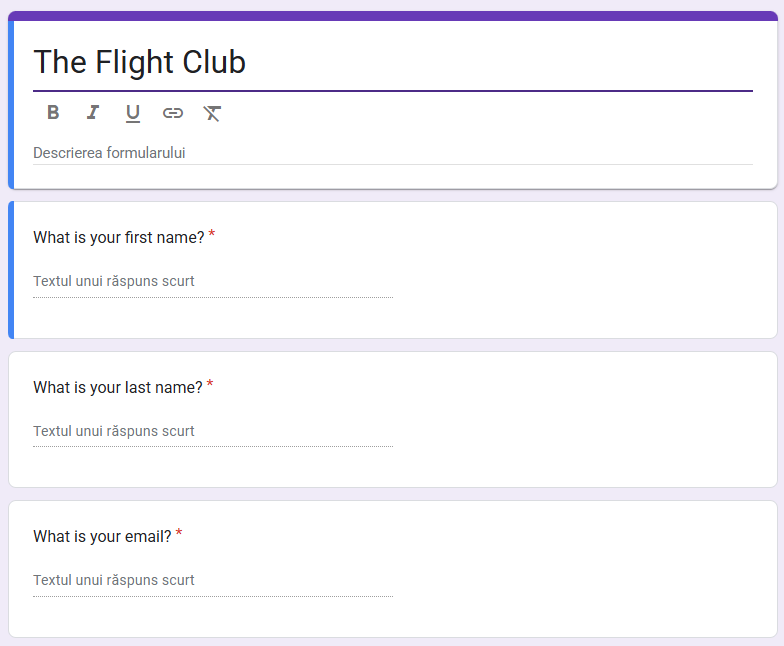 The Flight Club
B I U
Descrierea formularului
What is your first name? *
Textul unui răspuns scurt
What is your last name? *
Textul unui răspuns scurt
What is your email? *
Textul unui răspuns scurt